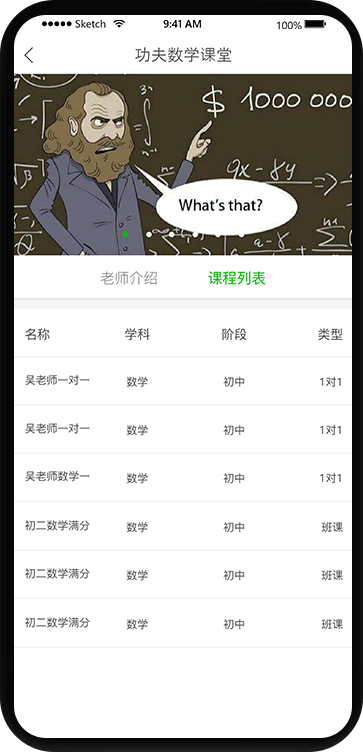 Sketch 9:41 AM 100%
功夫数学课堂
$ 1000 000
What's that?
老师介绍 课程列表
名称 学科 阶段 类型
吴老师一对一 数学 初中 1对1
吴老师一对一 数学 初中 1对1
吴老师数学一 数学 初中 1对1
初二数学满分 数学 初中 班课
初二数学满分 数学 初中 班课
初二数学满分 数学 初中 班课